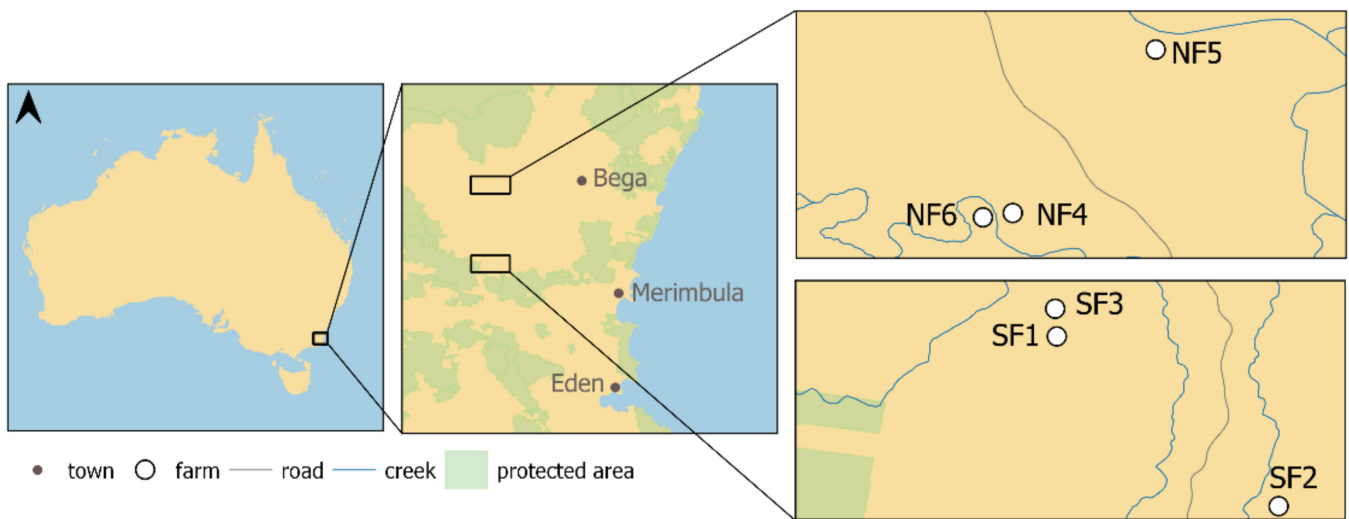 NF5
Bega
NF6
NF4
Merimbula
SF3
SF1
Eden
town
farm
road
creek
protected area
SF2